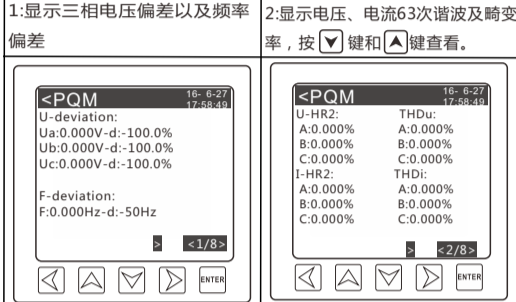 1:显示三相电压偏差以及频率
偏差
<PQM
16- 6-27
17:58:49
U-deviation:
Ua:0.000V-d:-100.0%
Ub:0.000V-d:-100.0%
Uc:0.000V-d:-100.0%
F-deviation:
F:0.000Hz-d:-50Hz
> <1/8>
ENTER
2:显示电压、电流63次谐波及畸变
率，按 键和 键查看。
<PQM
16- 6-27
17:58:49
U-HR2: THDu:
A:0.000% A:0.000%
B:0.000% B:0.000%
C:0.000% C:0.000%
I-HR2: THDi:
A:0.000% A:0.000%
B:0.000% B:0.000%
C:0.000% C:0.000%
> <2/8>
ENTER